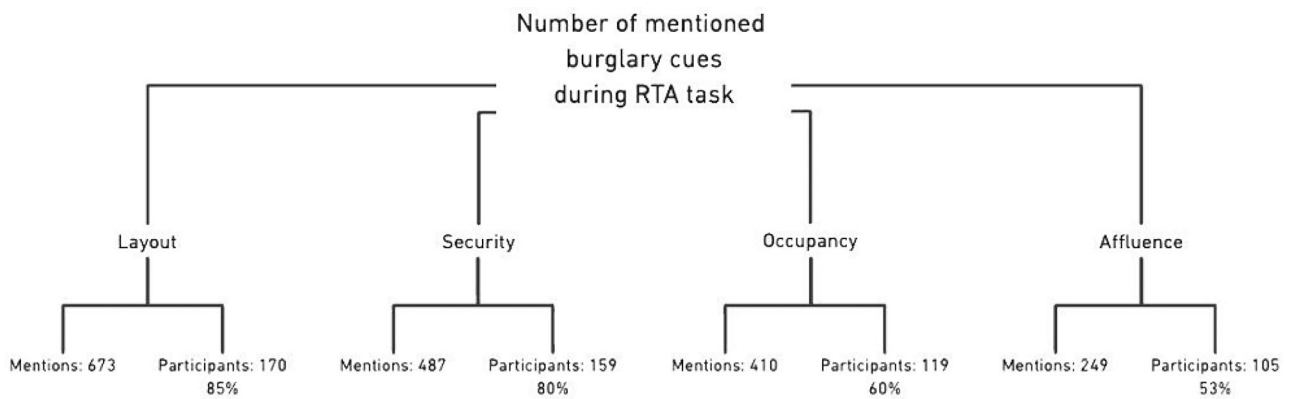 Number of mentioned
burglary cues
during RTA task
Layout
Security
Occupancy
Affluence
Mentions: 673
Participants: 170
85%
Mentions: 487
Participants: 159
80%
Mentions: 410
Participants: 119
60%
Mentions: 249
Participants: 105
53%